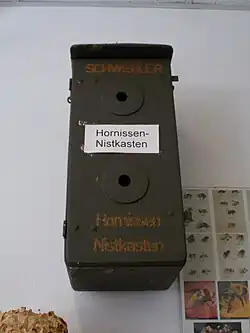 SCHWEGLER
Hornissen-
Nistkasten
Hornissen
Nistkasten